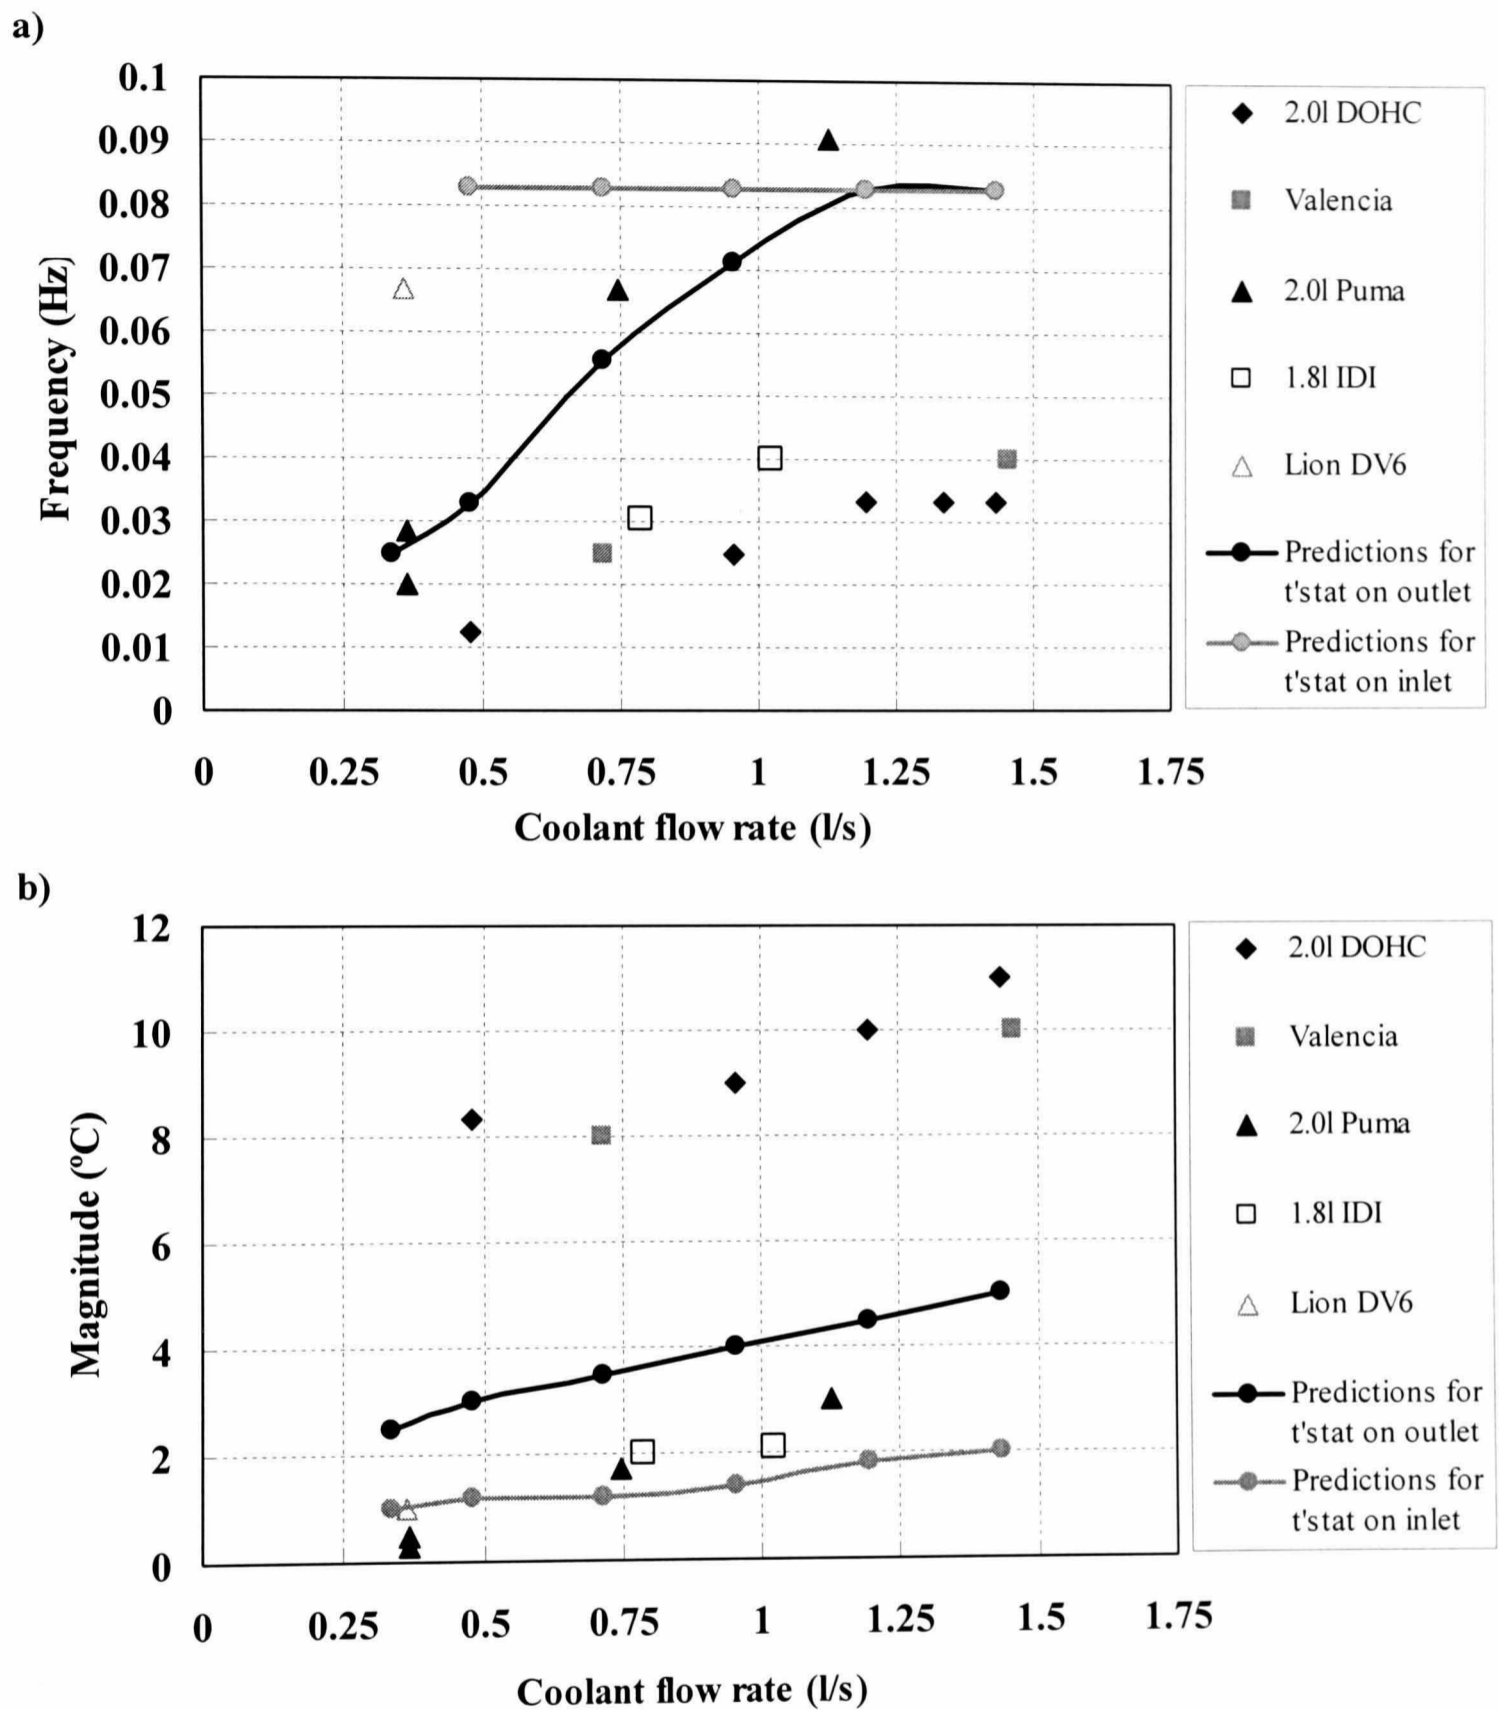 a)
0.1
0.09
0.08
0.07
0.06
0.05
0.04
0.03
0.02
0.01
0
Frequency (Hz)
0 0.25 0.5 0.75 1 1.25 1.5 1.75
Coolant flow rate (l/s)
2.0l DOHC
Valencia
2.0l Puma
1.8l IDI
Lion DV6
Predictions for
t'stat on outlet
Predictions for
t'stat on inlet
b)
12
10
8
6
4
2
0
Magnitude (ºC)
0 0.25 0.5 0.75 1 1.25 1.5 1.75
Coolant flow rate (l/s)
2.0l DOHC
Valencia
2.0l Puma
1.8l IDI
Lion DV6
Predictions for
t'stat on outlet
Predictions for
t'stat on inlet